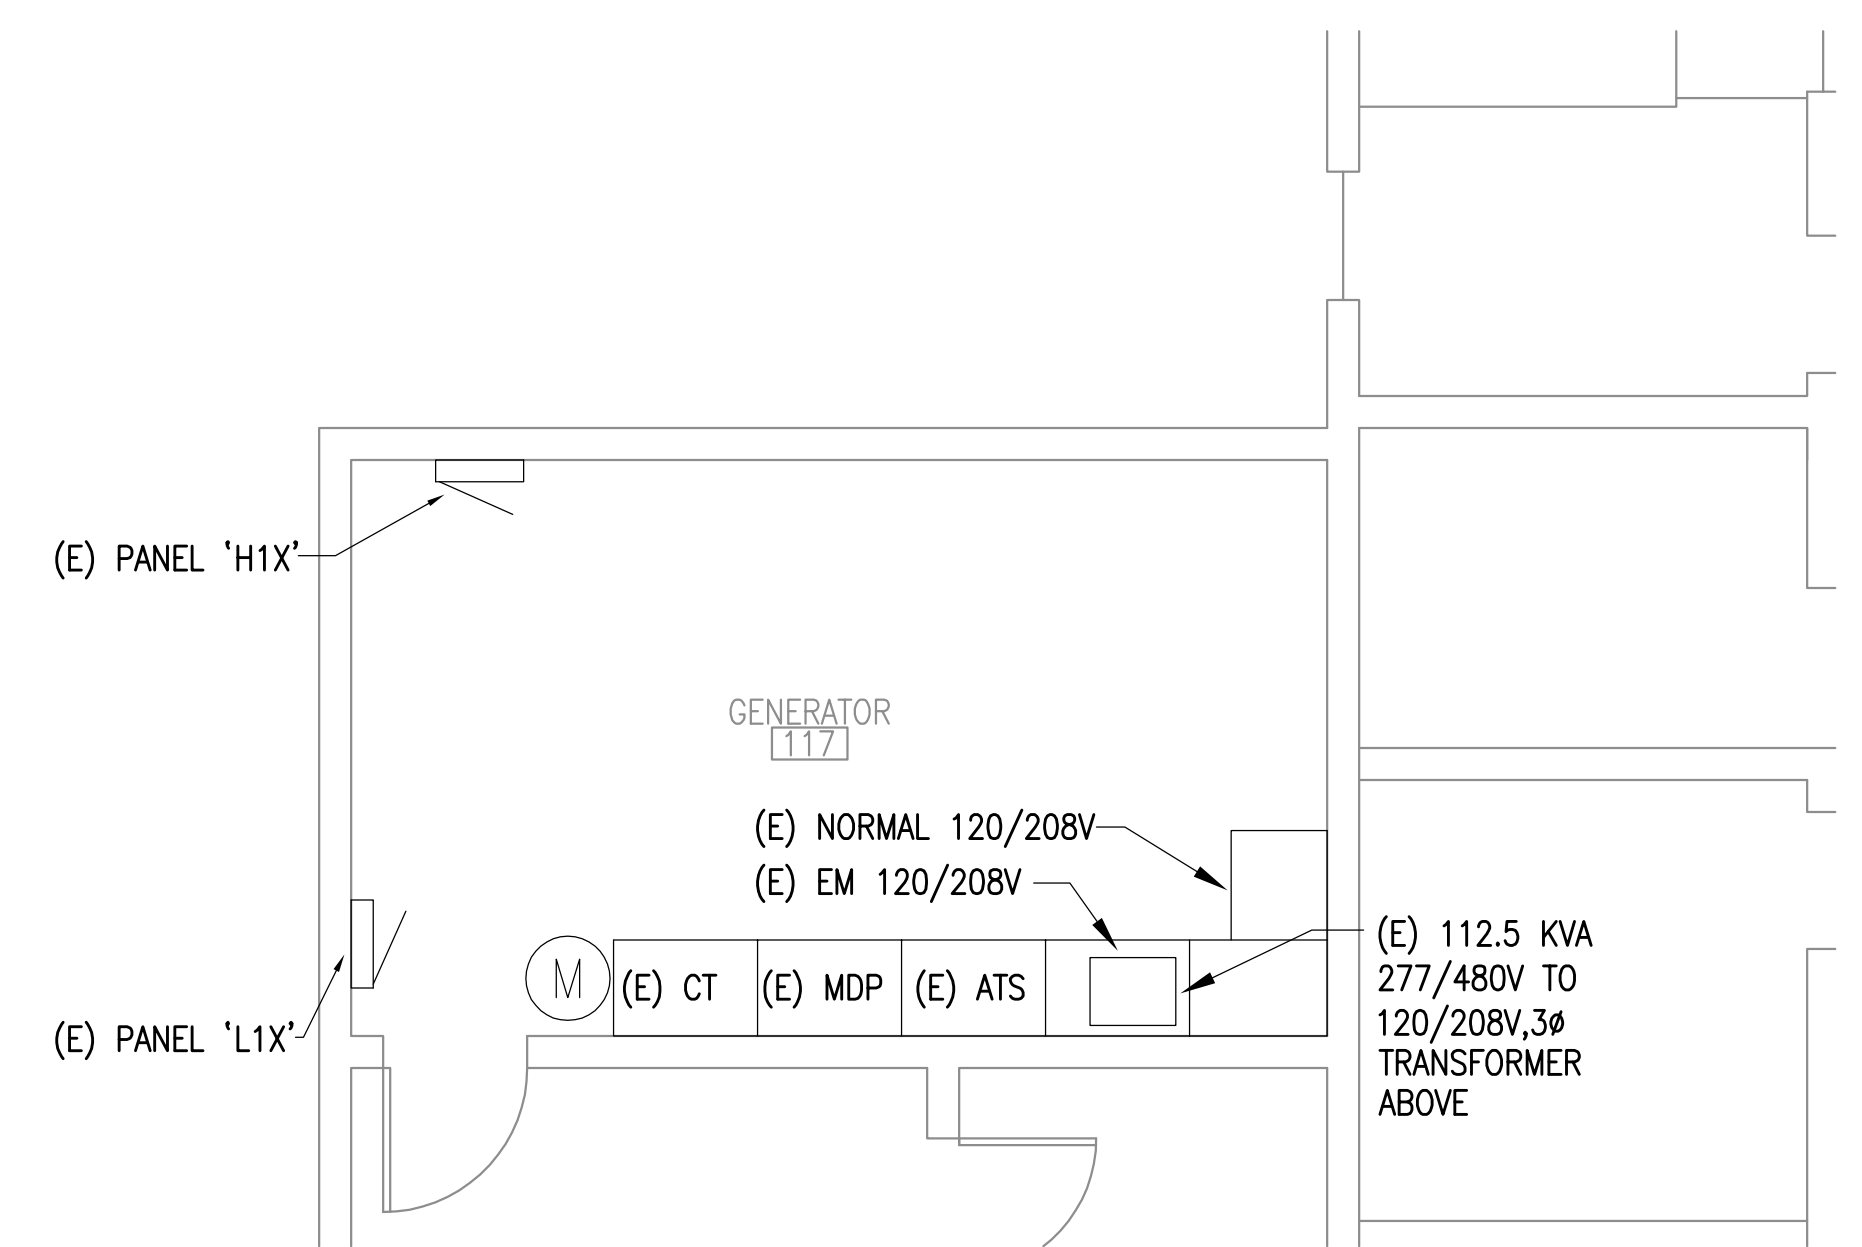 (E) PANEL ‘H1X’
GENERATOR
117
(E) NORMAL 120/208V
(E) EM 120/208V
(E) PANEL ‘L1X’
M
(E) CT
(E) MDP
(E) ATS
(E) 112.5 KVA
277/480V TO
120/208V,3ø
TRANSFORMER
ABOVE